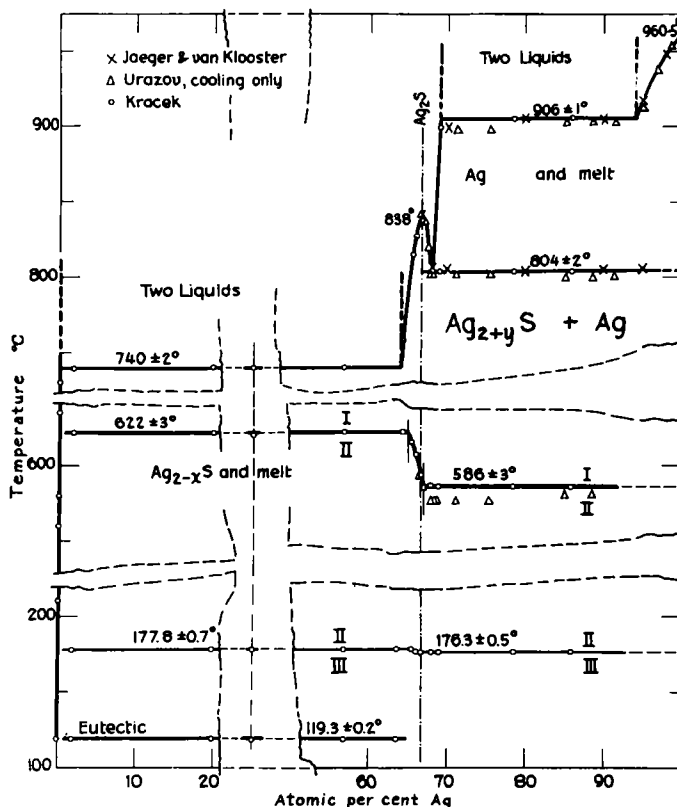 960·5
× Jaeger & van Klooster
△ Urazov, cooling only
○ Kracek
Two Liquids
Ag₂S
906 ± 1°
900
Ag and melt
838°
804 ± 2°
800
Two Liquids
Ag₂₊yS + Ag
740 ± 2°
Temperature °C
622 ± 3°
I
II
600
Ag₂₋xS and melt
586 ± 3°
I
II
200
177.8 ± 0.7°
II
III
176.3 ± 0.5°
II
III
Eutectic
119.3 ± 0.2°
100
10 20 60 70 80 90
Atomic per cent Ag